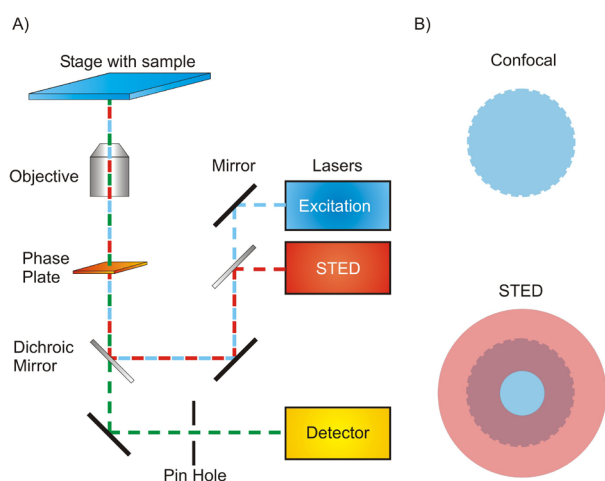 A)
Stage with sample
Objective
Mirror
Lasers
Excitation
STED
Phase
Plate
Dichroic
Mirror
Detector
Pin Hole
B)
Confocal
STED